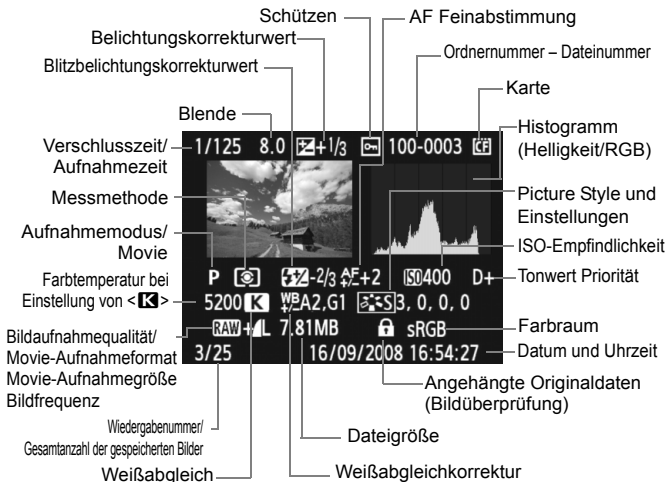 Schützen
AF Feinabstimmung
Belichtungskorrekturwert
Ordnernummer – Dateinummer
Blitzbelichtungskorrekturwert
Karte
Blende
Verschlusszeit/
Aufnahmezeit
1/125 8.0 +1/3 100-0003 CF
Histogramm
(Helligkeit/RGB)
Messmethode
Picture Style und
Einstellungen
Aufnahmemodus/
Movie
ISO-Empfindlichkeit
P -2/3 AF+2 ISO400 D+
Tonwert Priorität
Farbtemperatur bei
Einstellung von <K>
5200 K WB A2,G1 S3, 0, 0, 0
RAW+L 7.81MB sRGB
Farbraum
Bildaufnahmequalität/
Movie-Aufnahmeformat
Movie-Aufnahmegröße
Bildfrequenz
3/25 16/09/2008 16:54:27
Datum und Uhrzeit
Angehängte Originaldaten
(Bildüberprüfung)
Wiedergabenummer/
Gesamtanzahl der gespeicherten Bilder
Dateigröße
Weißabgleich
Weißabgleichkorrektur